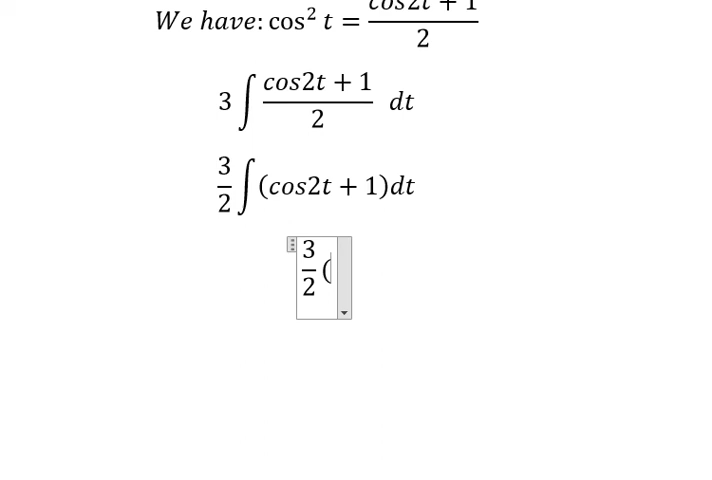 We have: cos² t = (cos2t + 1)/2
3 ∫ (cos2t + 1)/2 dt
3/2 ∫ (cos2t + 1)dt
3/2 (